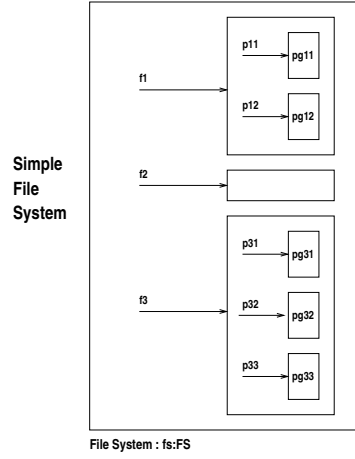 p11
pg11
f1
p12
pg12
Simple
File
System
f2
p31
pg31
f3
p32
pg32
p33
pg33
File System : fs:FS